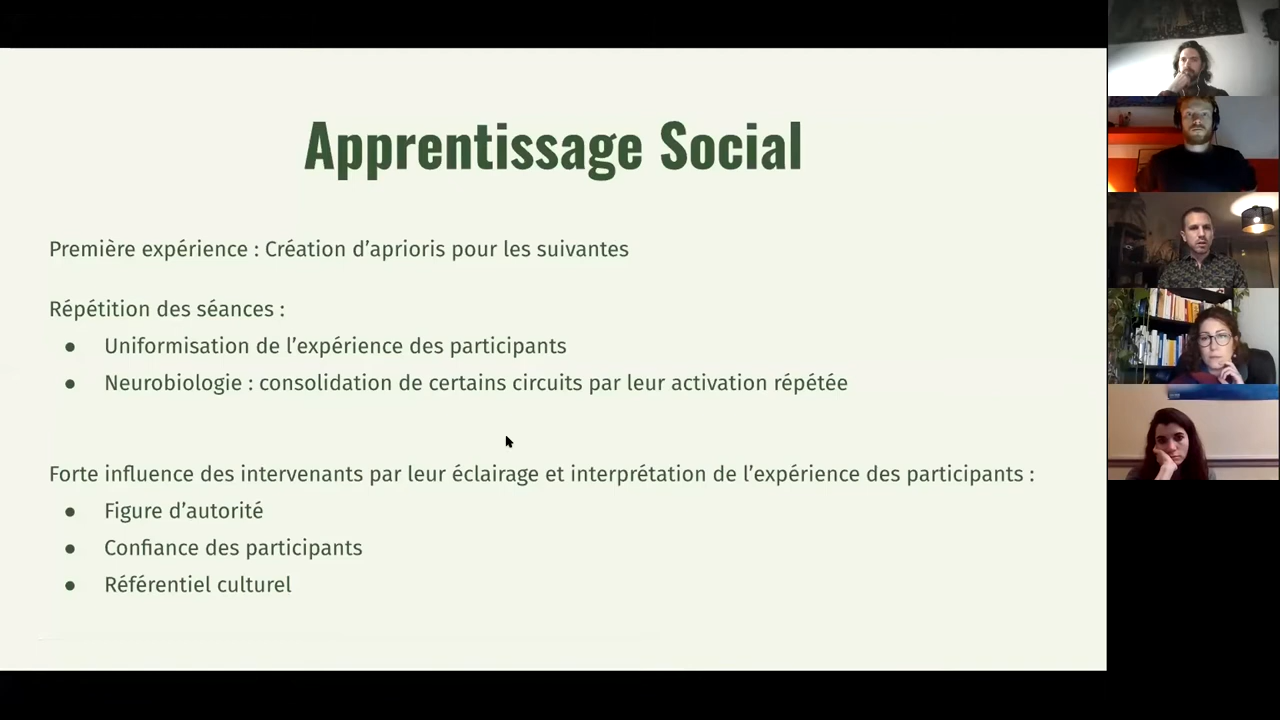 Apprentissage Social
Première expérience : Création d'aprioris pour les suivantes
Répétition des séances :
● Uniformisation de l'expérience des participants
● Neurobiologie : consolidation de certains circuits par leur activation répétée
Forte influence des intervenants par leur éclairage et interprétation de l'expérience des participants :
● Figure d'autorité
● Confiance des participants
● Référentiel culturel